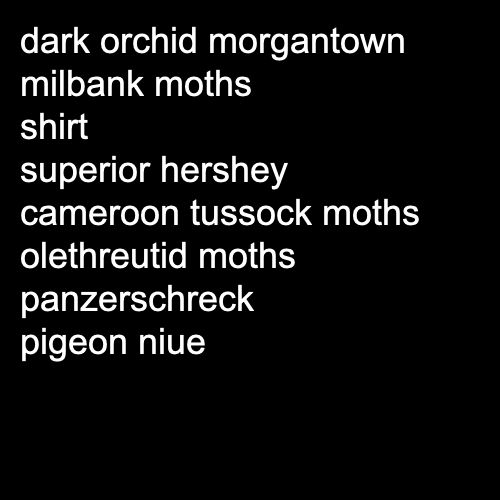 dark orchid morgantown
milbank moths
shirt
superior hershey
cameroon tussock moths
olethreutid moths
panzerschreck
pigeon niue